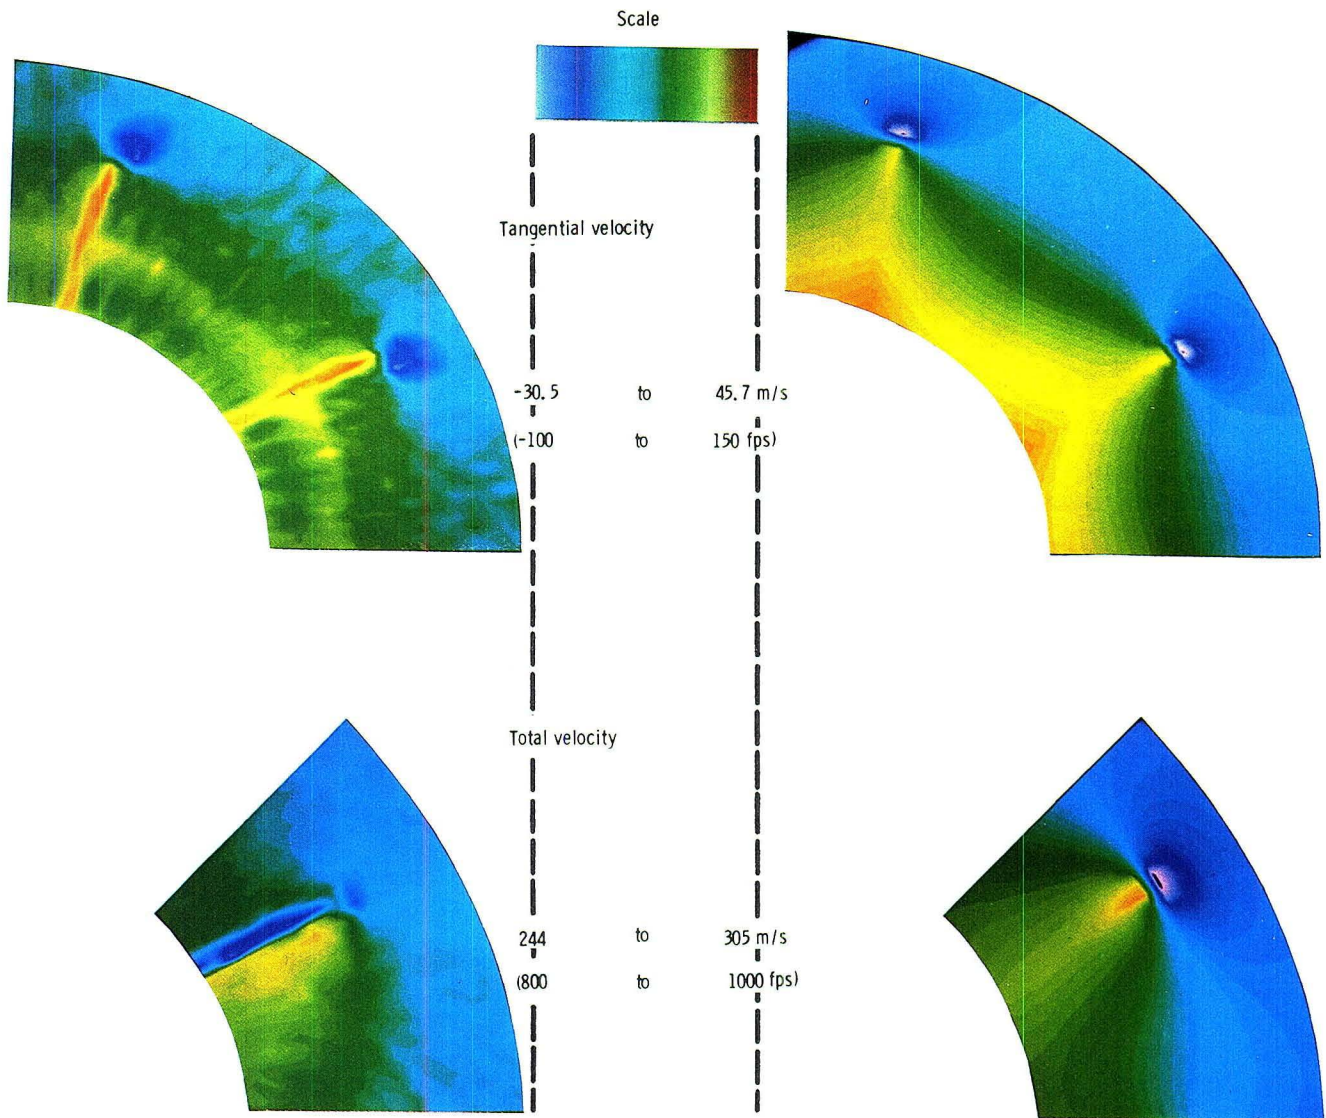 Scale
Tangential velocity
-30.5 to 45.7 m/s
(-100 to 150 fps)
Total velocity
244 to 305 m/s
(800 to 1000 fps)